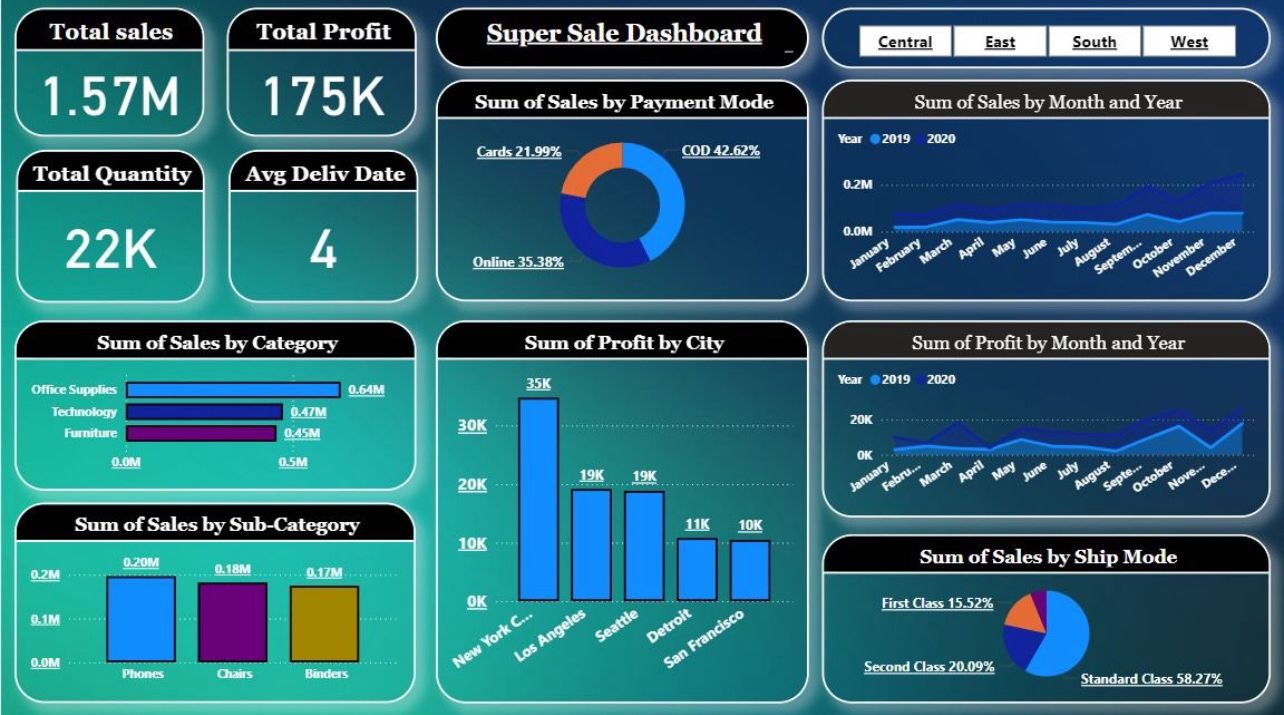 Total sales
1.57M
Total Profit
175K
Super Sale Dashboard
Central
East
South
West
Total Quantity
22K
Avg Deliv Date
4
Sum of Sales by Payment Mode
Cards 21.99%
COD 42.62%
Online 35.38%
Sum of Sales by Month and Year
Year 2019 2020
0.2M
0.0M
January
February
March
April
May
June
July
August
Septem...
October
November
December
Sum of Sales by Category
Office Supplies 0.64M
Technology 0.47M
Furniture 0.45M
0.0M 0.5M
Sum of Profit by City
30K
20K
10K
0K
35K
19K
19K
11K
10K
New York C...
Los Angeles
Seattle
Detroit
San Francisco
Sum of Profit by Month and Year
Year 2019 2020
20K
0K
January
Febru...
March
April
May
June
July
August
Septe...
October
Nove...
Dece...
Sum of Sales by Sub-Category
0.2M
0.1M
0.0M
0.20M
0.18M
0.17M
Phones
Chairs
Binders
Sum of Sales by Ship Mode
First Class 15.52%
Second Class 20.09%
Standard Class 58.27%